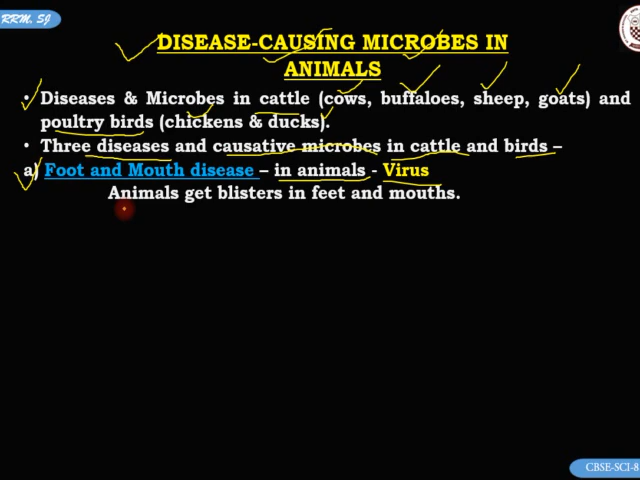 RRM, SJ
DISEASE-CAUSING MICROBES IN
ANIMALS
• Diseases & Microbes in cattle (cows, buffaloes, sheep, goats) and
poultry birds (chickens & ducks).
• Three diseases and causative microbes in cattle and birds –
a) Foot and Mouth disease – in animals - Virus
Animals get blisters in feet and mouths.
CBSE-SCI-8